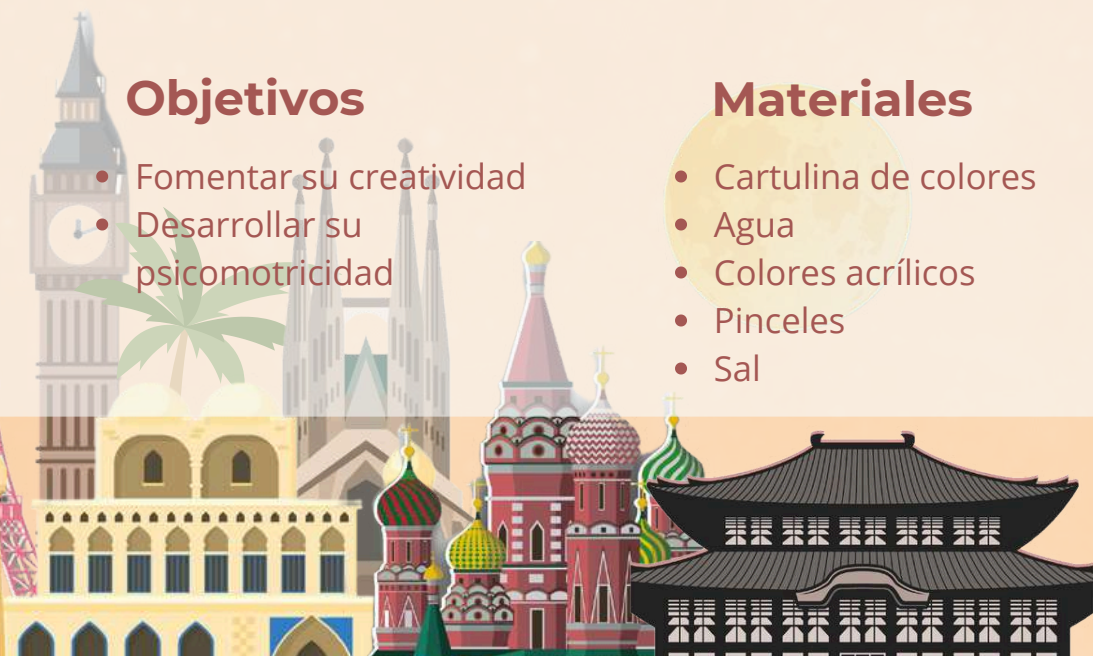 Objetivos
• Fomentar su creatividad
• Desarrollar su
psicomotricidad
Materiales
• Cartulina de colores
• Agua
• Colores acrílicos
• Pinceles
• Sal